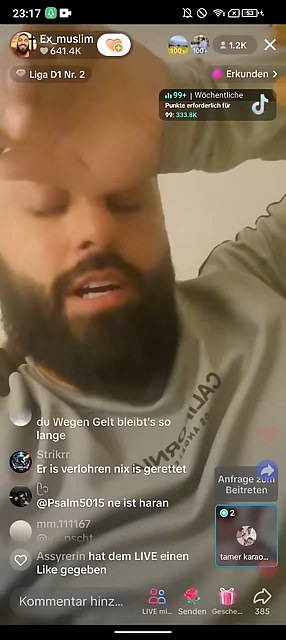 23:17
Ex_muslim
641.4K
100+
100+
1.2K
Liga D1 Nr. 2
Erkunden >
99+ | Wöchentliche
Punkte erforderlich für
99: 333.8K
CALIFORNI
du Wegen Gelt bleibt's so
lange
Strikrr
Er is verlohren nix is gerettet
@Psalm5015 ne ist haran
mm.111167
Assyrerin hat dem LIVE einen
Like gegeben
Anfrage zum
Beitreten
2
tamer karao...
Kommentar hinz...
LIVE mi...
Senden
Gesche...
385